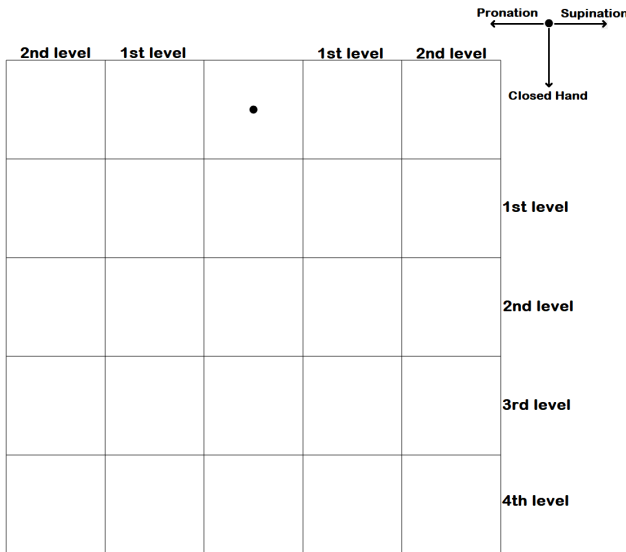 Pronation Supination
Closed Hand
2nd level 1st level 1st level 2nd level
1st level
2nd level
3rd level
4th level